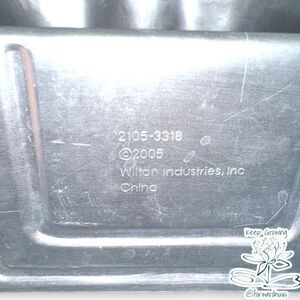 2105-3318
©2005
Wilton Industries, Inc
China
Keep Growing